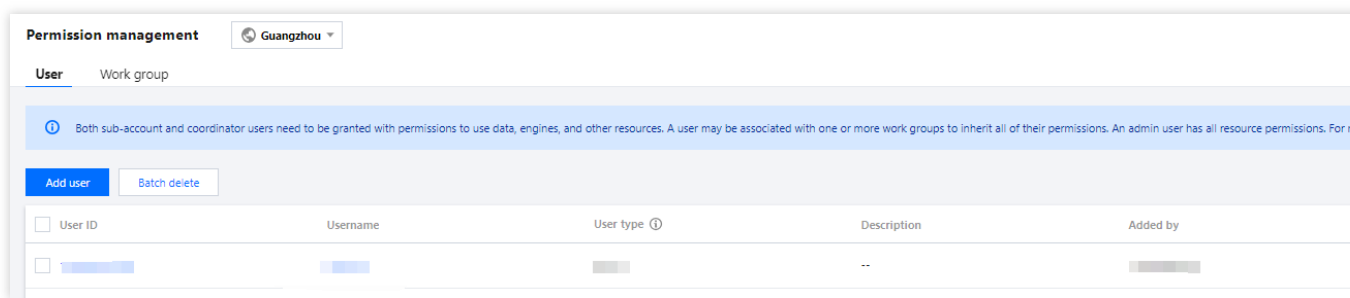 Permission management Guangzhou
User Work group
Both sub-account and coordinator users need to be granted with permissions to use data, engines, and other resources. A user may be associated with one or more work groups to inherit all of their permissions. An admin user has all resource permissions. For
Add user Batch delete
User ID Username User type Description Added by
--